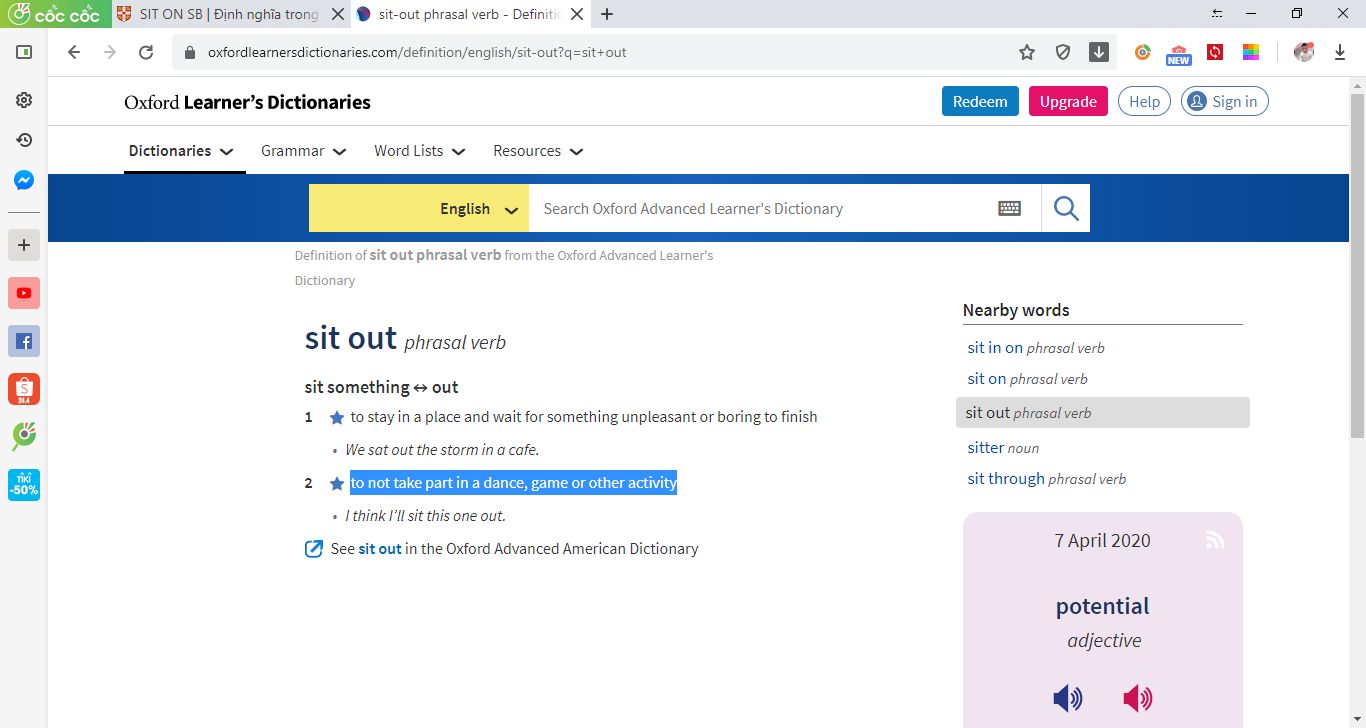 cốc cốc
SIT ON SB | Định nghĩa trong
sit-out phrasal verb - Definitio
oxfordlearnersdictionaries.com/definition/english/sit-out?q=sit+out
NEW
Oxford Learner's Dictionaries
Redeem
Upgrade
Help
Sign in
Dictionaries
Grammar
Word Lists
Resources
English
Search Oxford Advanced Learner's Dictionary
Definition of sit out phrasal verb from the Oxford Advanced Learner's
Dictionary
sit out phrasal verb
sit something ↔ out
1 to stay in a place and wait for something unpleasant or boring to finish
• We sat out the storm in a cafe.
2 to not take part in a dance, game or other activity
• I think I’ll sit this one out.
See sit out in the Oxford Advanced American Dictionary
Nearby words
sit in on phrasal verb
sit on phrasal verb
sit out phrasal verb
sitter noun
sit through phrasal verb
7 April 2020
potential
adjective
S
24.4
TIKI
-50%